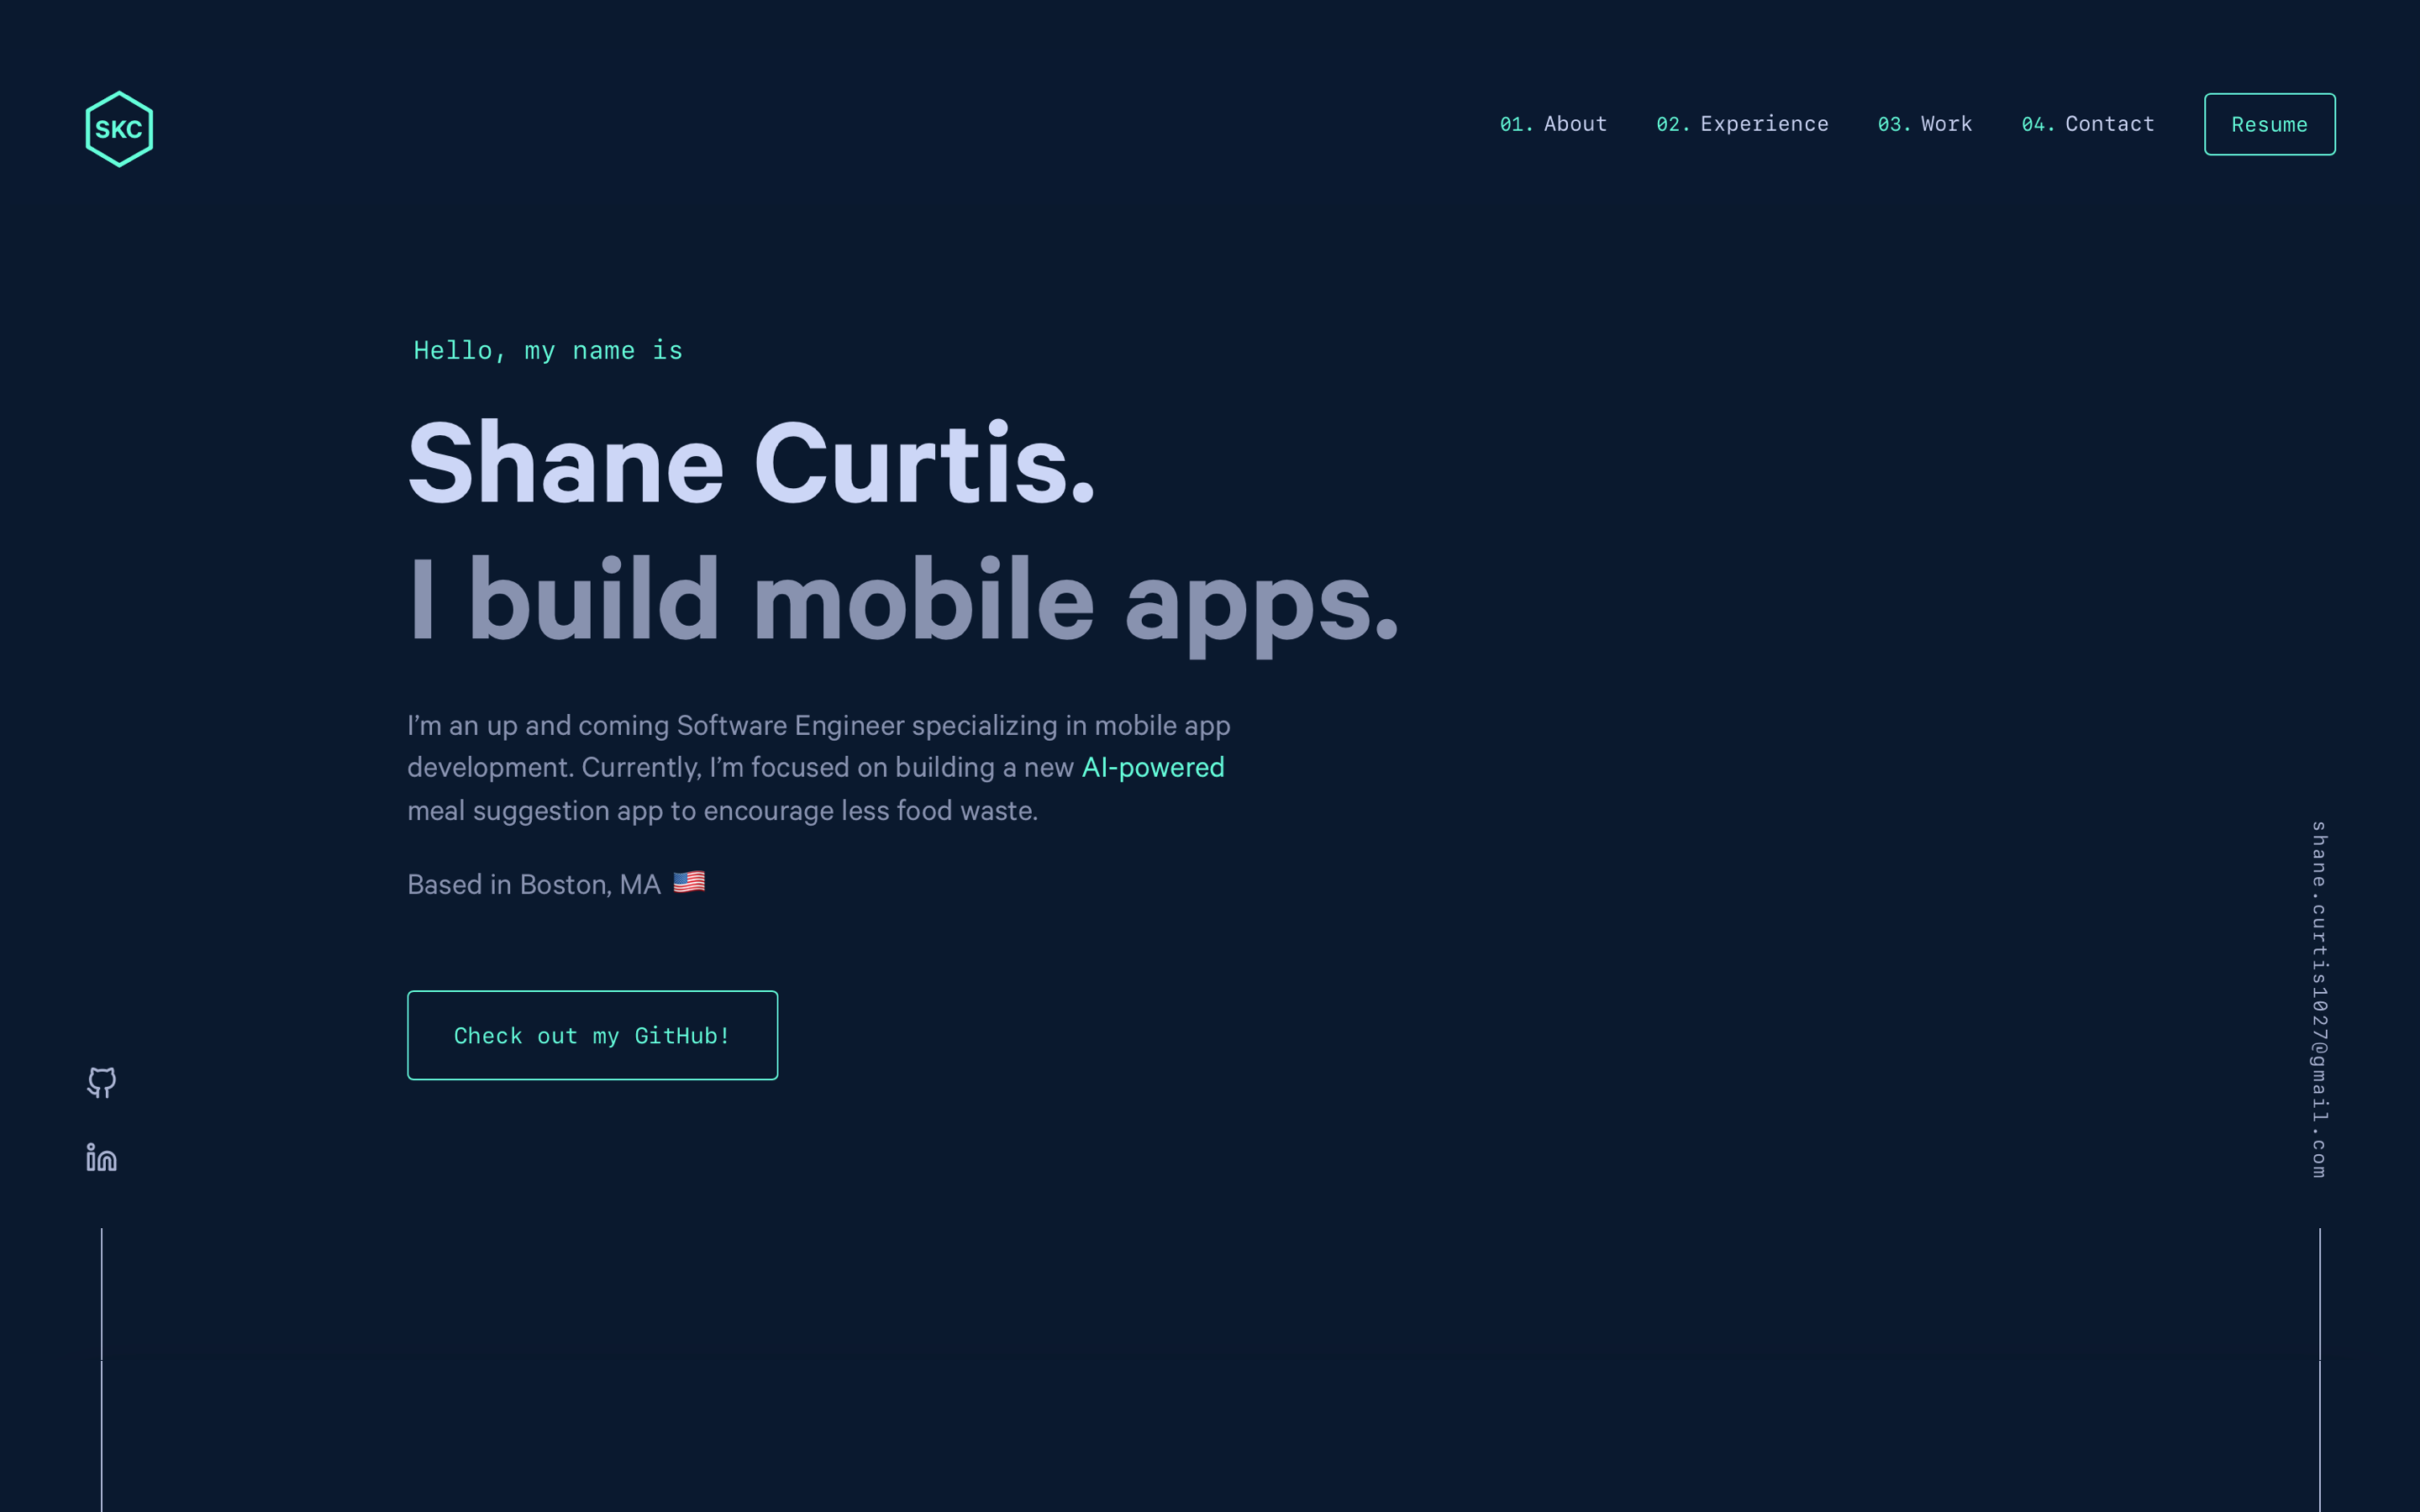 SKC
01. About 02. Experience 03. Work 04. Contact Resume
Hello, my name is
Shane Curtis.
I build mobile apps.
I’m an up and coming Software Engineer specializing in mobile app
development. Currently, I’m focused on building a new AI-powered
meal suggestion app to encourage less food waste.
Based in Boston, MA 🇺🇸
Check out my GitHub!
in
shane.curtis1027@gmail.com